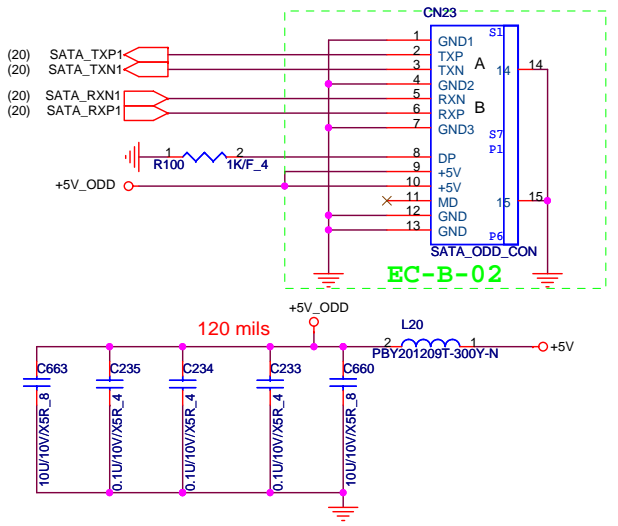 CN23
1 GND1 S1
(20) SATA_TXP1 2 TXP
(20) SATA_TXN1 3 TXN A 14 14
4 GND2
(20) SATA_RXN1 5 RXN B
(20) SATA_RXP1 6 RXP
7 GND3 S7
P1
1 R100 2 1K/F_4 8 DP
9 +5V
+5V_ODD 10 +5V
11 MD 15 15
12 GND
13 GND P6
SATA_ODD_CON
EC-B-02
+5V_ODD
120 mils
L20
2 1 +5V
PBY201209T-300Y-N
C663 C235 C234 C233 C660
10U/10V/X5R_8 0.1U/10V/X5R_4 0.1U/10V/X5R_4 0.1U/10V/X5R_4 10U/10V/X5R_8